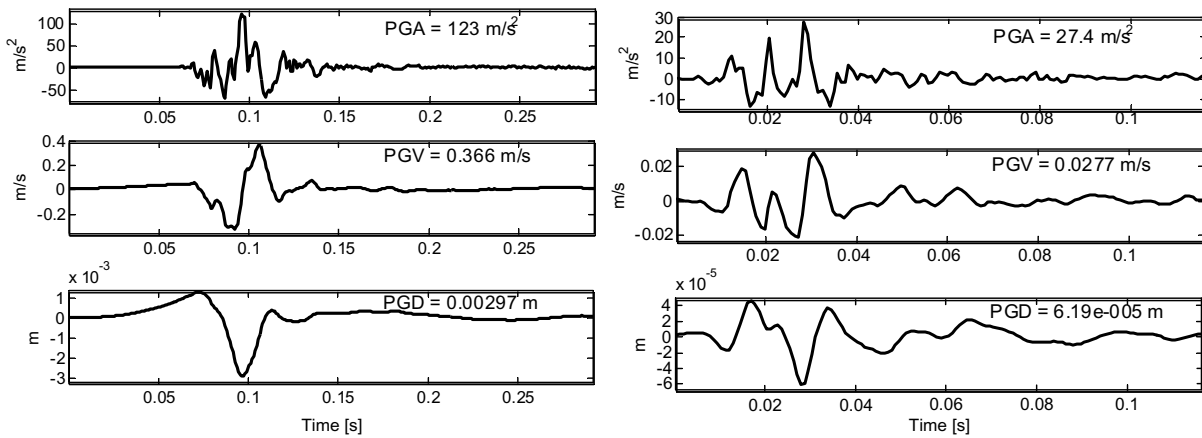 PGA = 123 m/s²
m/s²
100
50
0
-50
0.05 0.1 0.15 0.2 0.25
PGV = 0.366 m/s
m/s
0.4
0.2
0
-0.2
0.05 0.1 0.15 0.2 0.25
x 10⁻³
PGD = 0.00297 m
m
1
0
-1
-2
-3
0.05 0.1 0.15 0.2 0.25
Time [s]
PGA = 27.4 m/s²
m/s²
30
20
10
0
-10
0.02 0.04 0.06 0.08 0.1
PGV = 0.0277 m/s
m/s
0.02
0
-0.02
0.02 0.04 0.06 0.08 0.1
x 10⁻⁵
PGD = 6.19e-005 m
m
4
2
0
-2
-4
-6
0.02 0.04 0.06 0.08 0.1
Time [s]